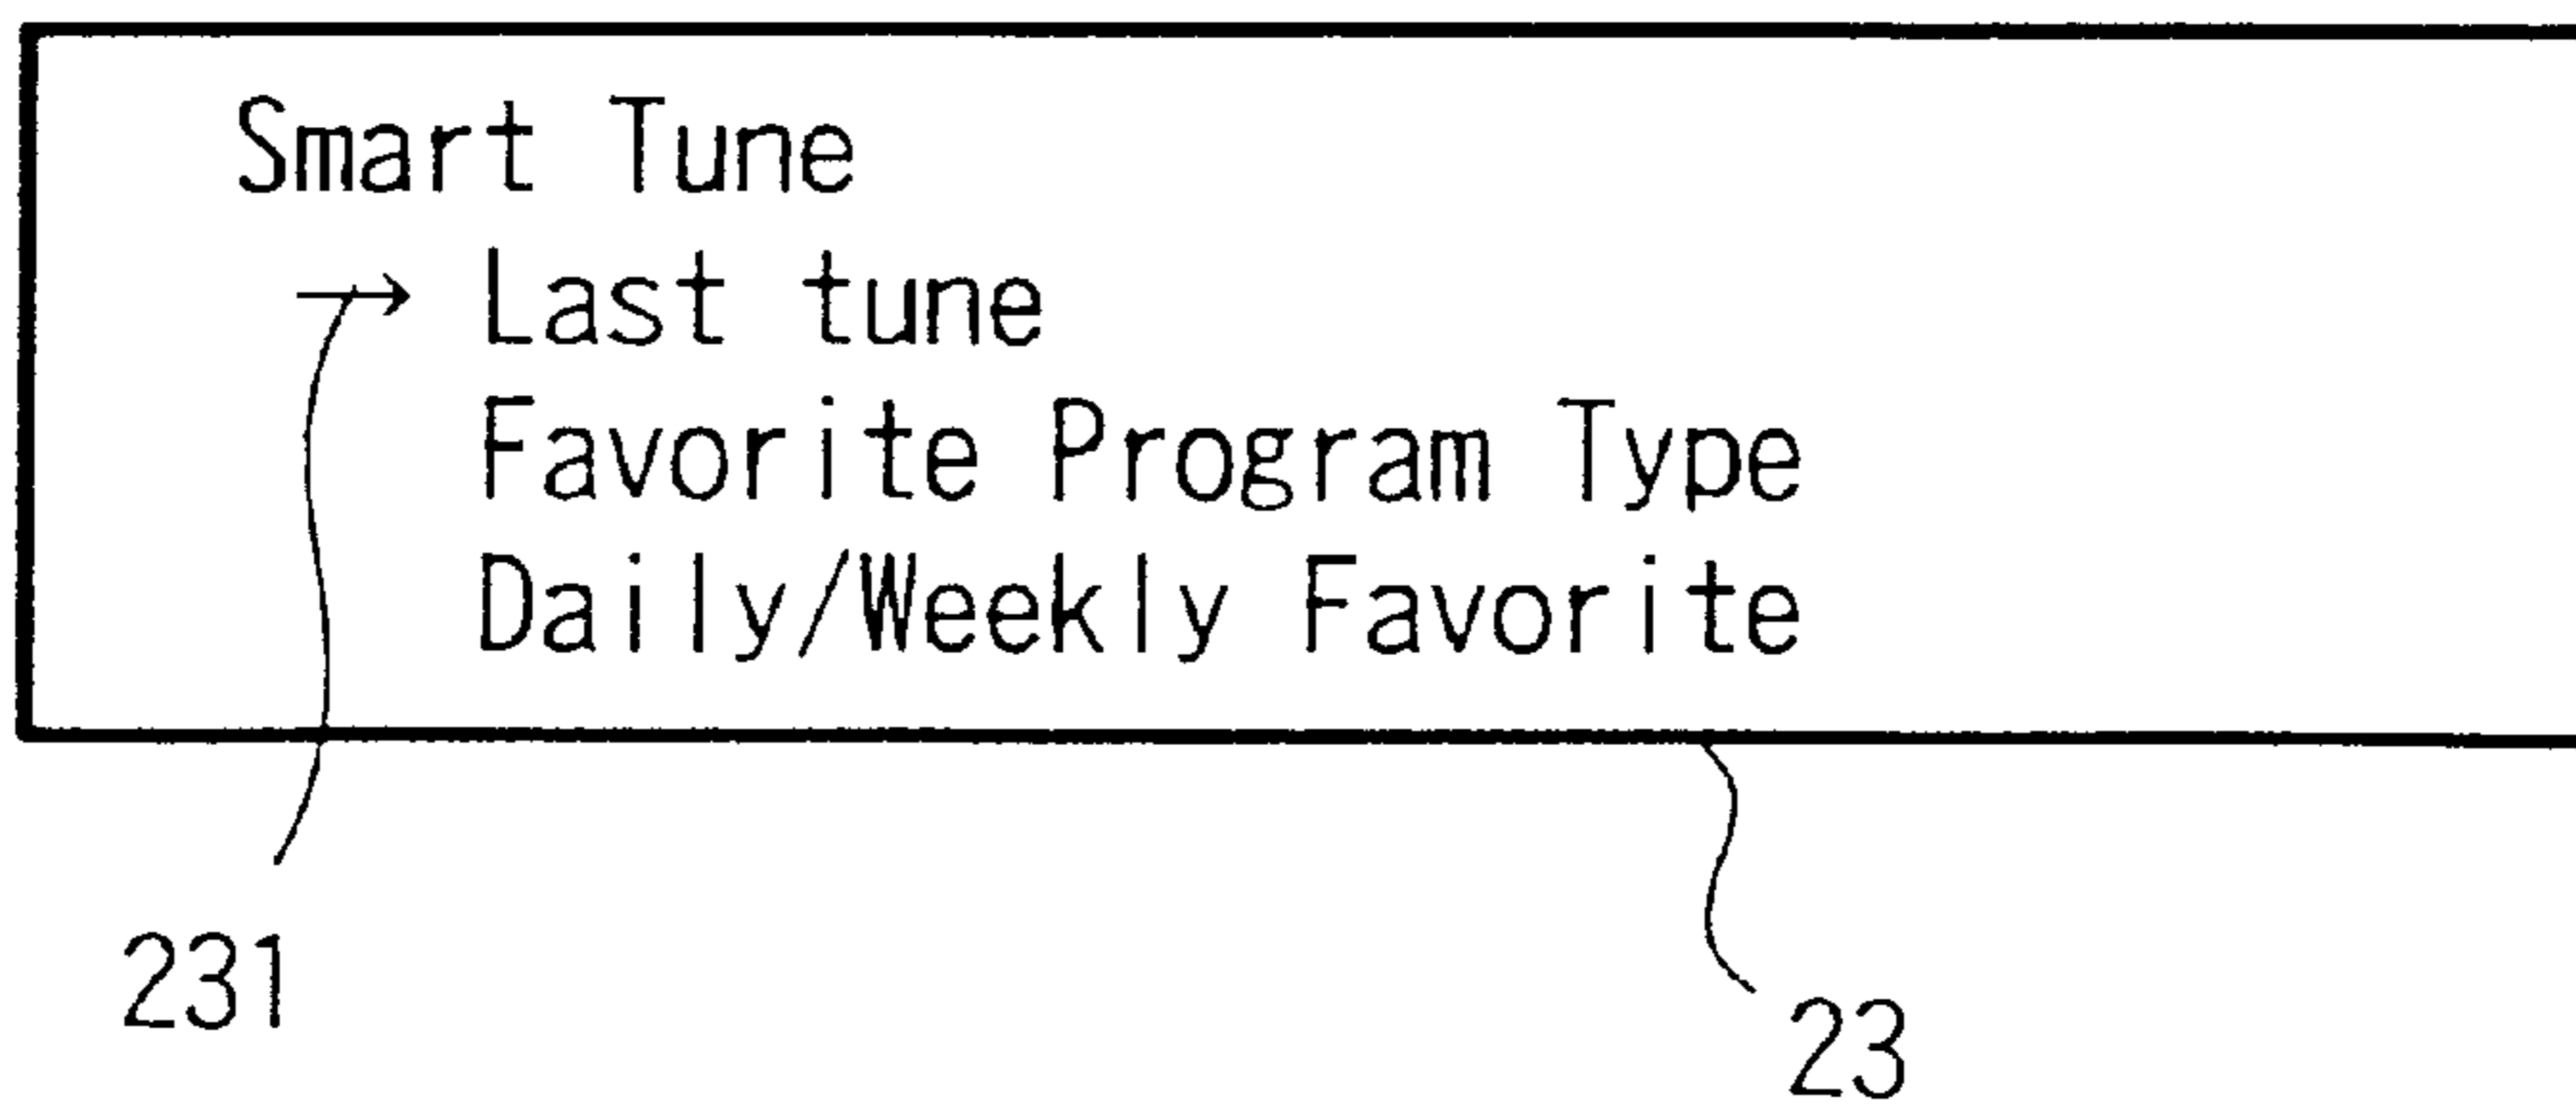 Smart Tune
→ Last tune
Favorite Program Type
Daily/Weekly Favorite
231
23